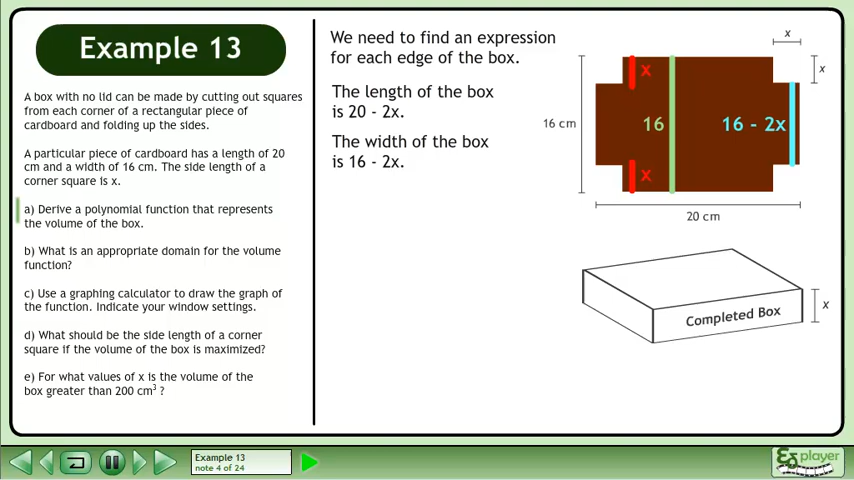 Example 13
A box with no lid can be made by cutting out squares
from each corner of a rectangular piece of
cardboard and folding up the sides.
A particular piece of cardboard has a length of 20
cm and a width of 16 cm. The side length of a
corner square is x.
a) Derive a polynomial function that represents
the volume of the box.
b) What is an appropriate domain for the volume
function?
c) Use a graphing calculator to draw the graph of
the function. Indicate your window settings.
d) What should be the side length of a corner
square if the volume of the box is maximized?
e) For what values of x is the volume of the
box greater than 200 cm³ ?
We need to find an expression
for each edge of the box.
The length of the box
is 20 - 2x.
The width of the box
is 16 - 2x.
x
x
x
16 cm
16
16 - 2x
x
20 cm
Completed Box
x
Example 13
note 4 of 24
player